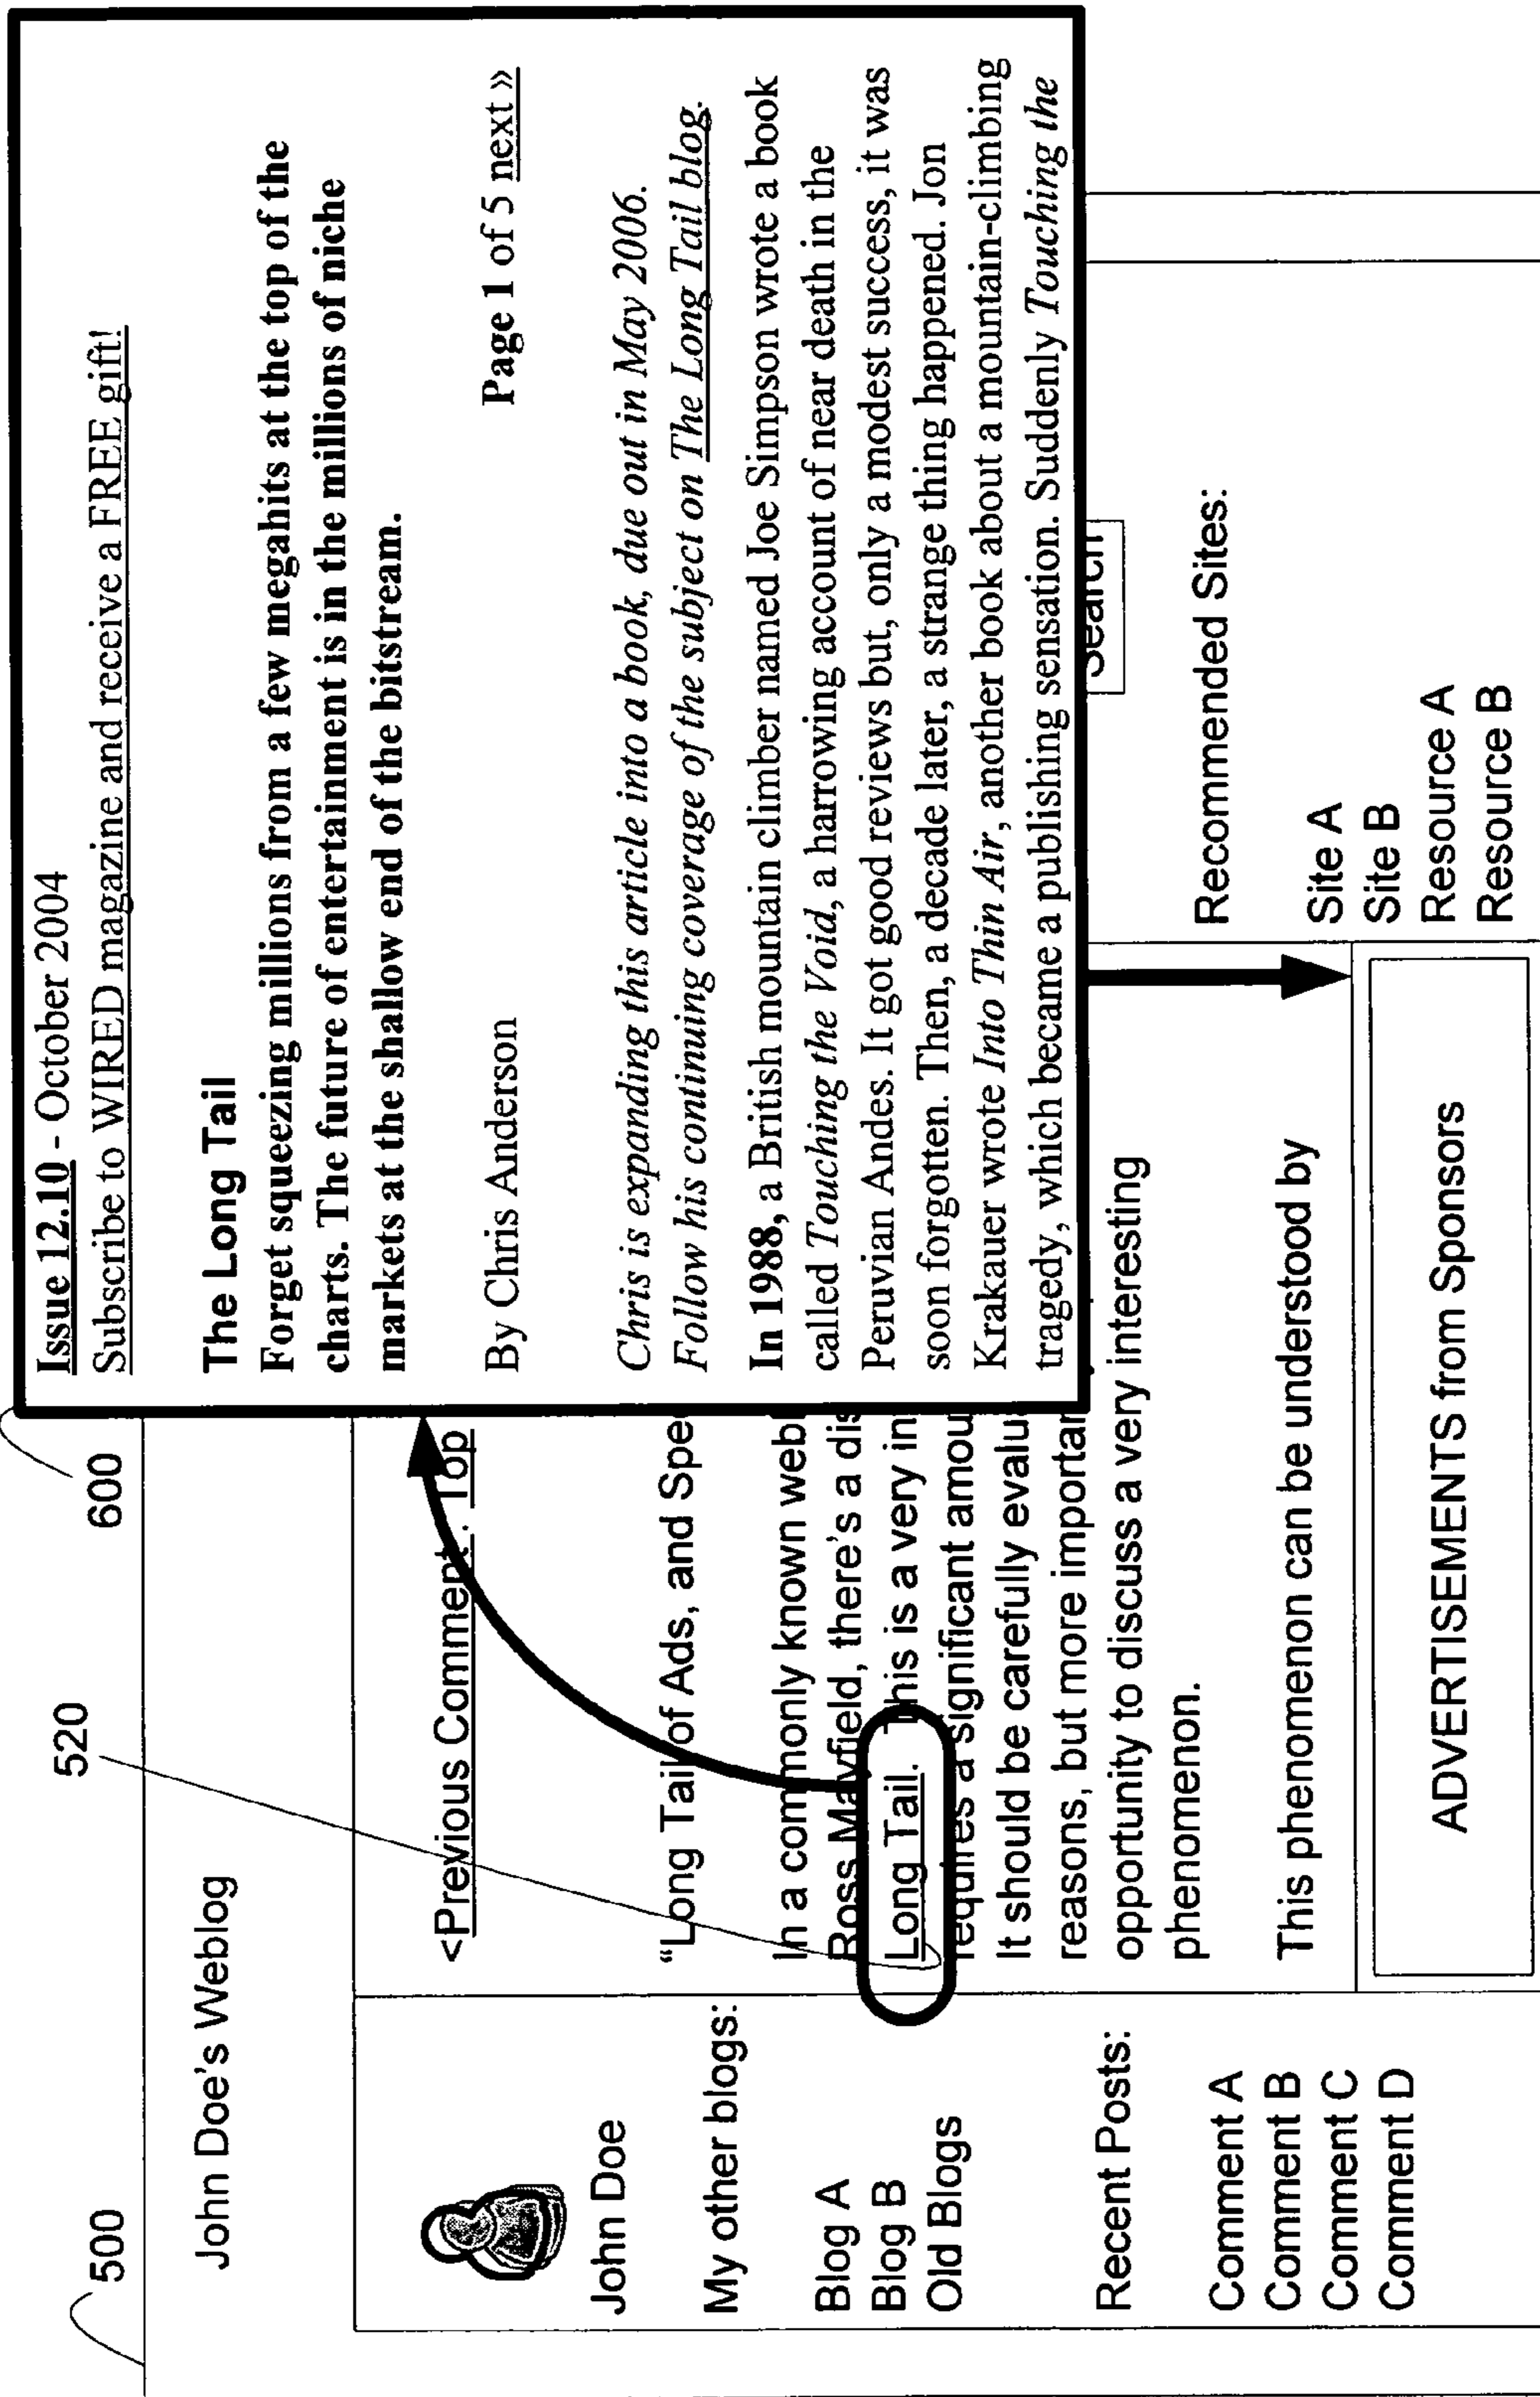 500
520
600
John Doe's Weblog
John Doe
My other blogs:
Blog A
Blog B
Old Blogs
Recent Posts:
Comment A
Comment B
Comment C
Comment D
<Previous Comment . Top
“Long Tail of Ads, and Spe
In a commonly known web
Ross Mayfield, there's a dis
Long Tail. This is a very in
requires a significant amou
It should be carefully evalu
reasons, but more importan
opportunity to discuss a very interesting
phenomenon.
This phenomenon can be understood by
ADVERTISEMENTS from Sponsors
Issue 12.10 - October 2004
Subscribe to WIRED magazine and receive a FREE gift!
The Long Tail
Forget squeezing millions from a few megahits at the top of the
charts. The future of entertainment is in the millions of niche
markets at the shallow end of the bitstream.
By Chris Anderson
Page 1 of 5 next »
Chris is expanding this article into a book, due out in May 2006.
Follow his continuing coverage of the subject on The Long Tail blog.
In 1988, a British mountain climber named Joe Simpson wrote a book
called Touching the Void, a harrowing account of near death in the
Peruvian Andes. It got good reviews but, only a modest success, it was
soon forgotten. Then, a decade later, a strange thing happened. Jon
Krakauer wrote Into Thin Air, another book about a mountain-climbing
tragedy, which became a publishing sensation. Suddenly Touching the
Search
Recommended Sites:
Site A
Site B
Resource A
Resource B